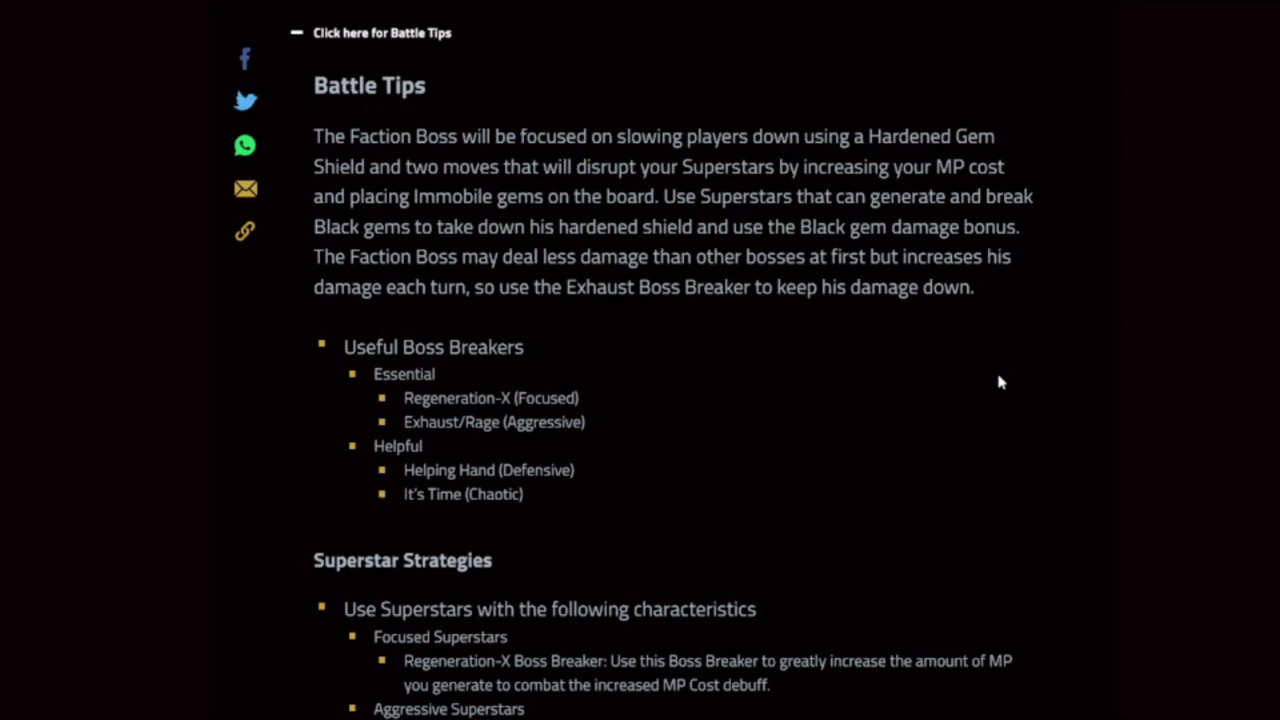 Click here for Battle Tips
Battle Tips
The Faction Boss will be focused on slowing players down using a Hardened Gem
Shield and two moves that will disrupt your Superstars by increasing your MP cost
and placing Immobile gems on the board. Use Superstars that can generate and break
Black gems to take down his hardened shield and use the Black gem damage bonus.
The Faction Boss may deal less damage than other bosses at first but increases his
damage each turn, so use the Exhaust Boss Breaker to keep his damage down.
Useful Boss Breakers
Essential
Regeneration-X (Focused)
Exhaust/Rage (Aggressive)
Helpful
Helping Hand (Defensive)
It's Time (Chaotic)
Superstar Strategies
Use Superstars with the following characteristics
Focused Superstars
Regeneration-X Boss Breaker: Use this Boss Breaker to greatly increase the amount of MP
you generate to combat the increased MP Cost debuff.
Aggressive Superstars